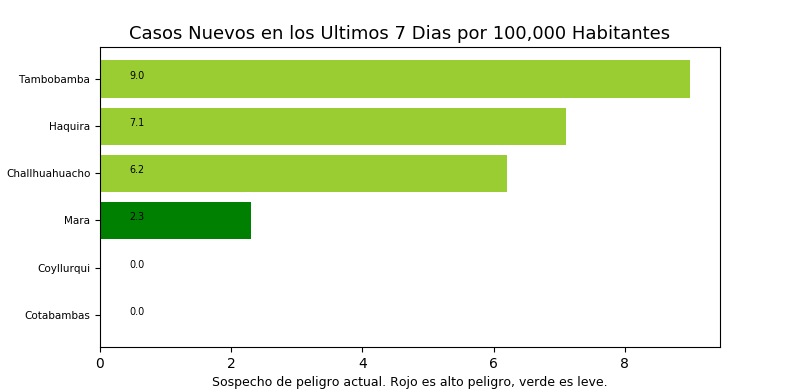 Casos Nuevos en los Ultimos 7 Dias por 100,000 Habitantes
Tambobamba 9.0
Haquira 7.1
Challhuahuacho 6.2
Mara 2.3
Coyllurqui 0.0
Cotabambas 0.0
0 2 4 6 8
Sospecho de peligro actual. Rojo es alto peligro, verde es leve.